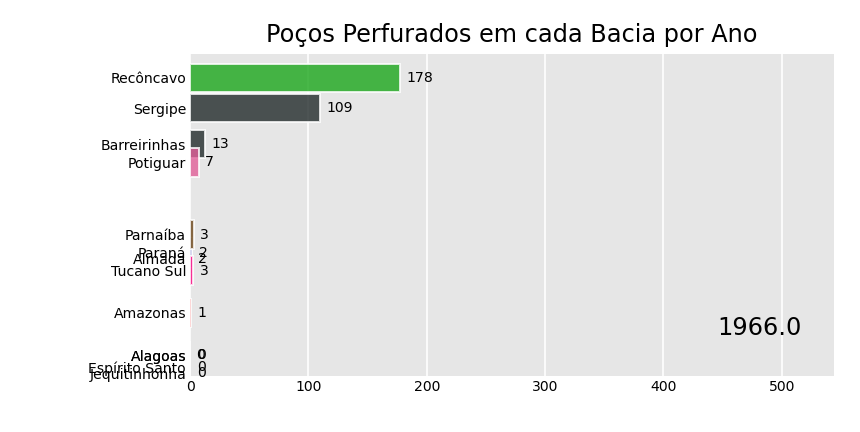 Poços Perfurados em cada Bacia por Ano
Recôncavo 178
Sergipe 109
Barreirinhas 13
Potiguar 7
Parnaíba 3
Paraná 2
Almada 2
Tucano Sul 3
Amazonas 1
1966.0
Alagoas 0
Espírito Santo 0
Jequitinhonha 0
0 100 200 300 400 500